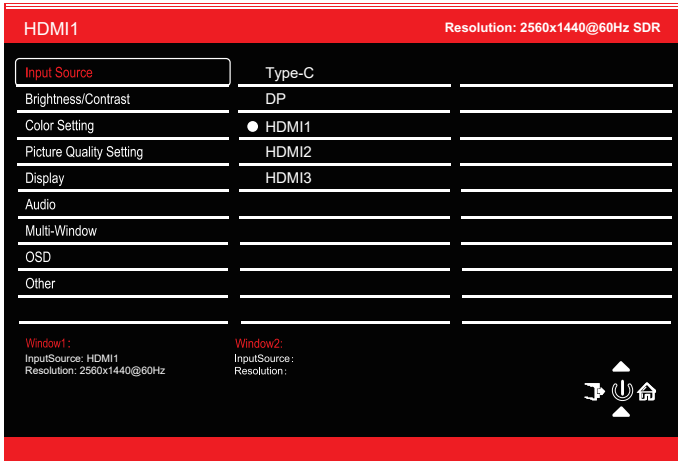 HDMI1
Resolution: 2560x1440@60Hz SDR
Input Source
Type-C
Brightness/Contrast
DP
Color Setting
HDMI1
Picture Quality Setting
HDMI2
Display
HDMI3
Audio
Multi-Window
OSD
Other
Window1:
InputSource: HDMI1
Resolution: 2560x1440@60Hz
Window2:
InputSource:
Resolution: